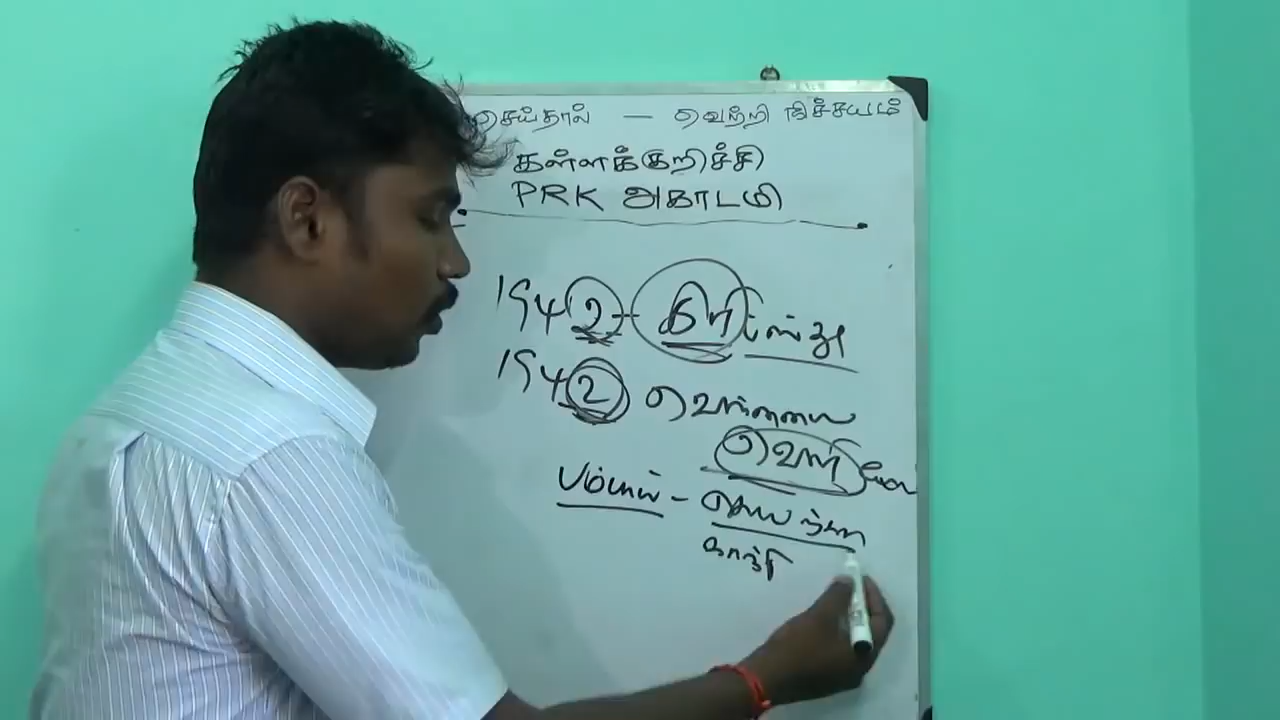 செய்தால் — வெற்றி நிச்சயம்
கள்ளக்குறிச்சி
PRK அகாடமி
1942 - கிரிப்ஸ்து
1942 வெள்ளையனே
வெளி
பம்பாய் -
காந்தி